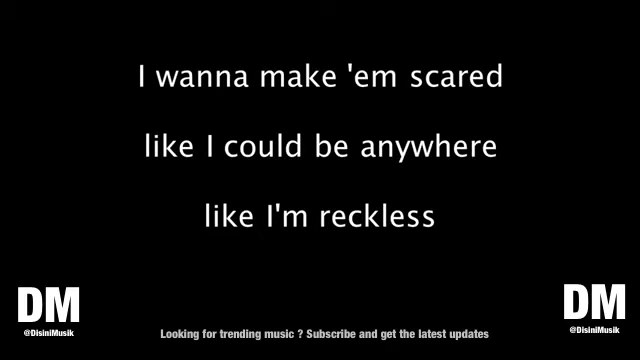 I wanna make 'em scared
like I could be anywhere
like I'm reckless
DM
@DisiniMusik
DM
@DisiniMusik
Looking for trending music ? Subscribe and get the latest updates